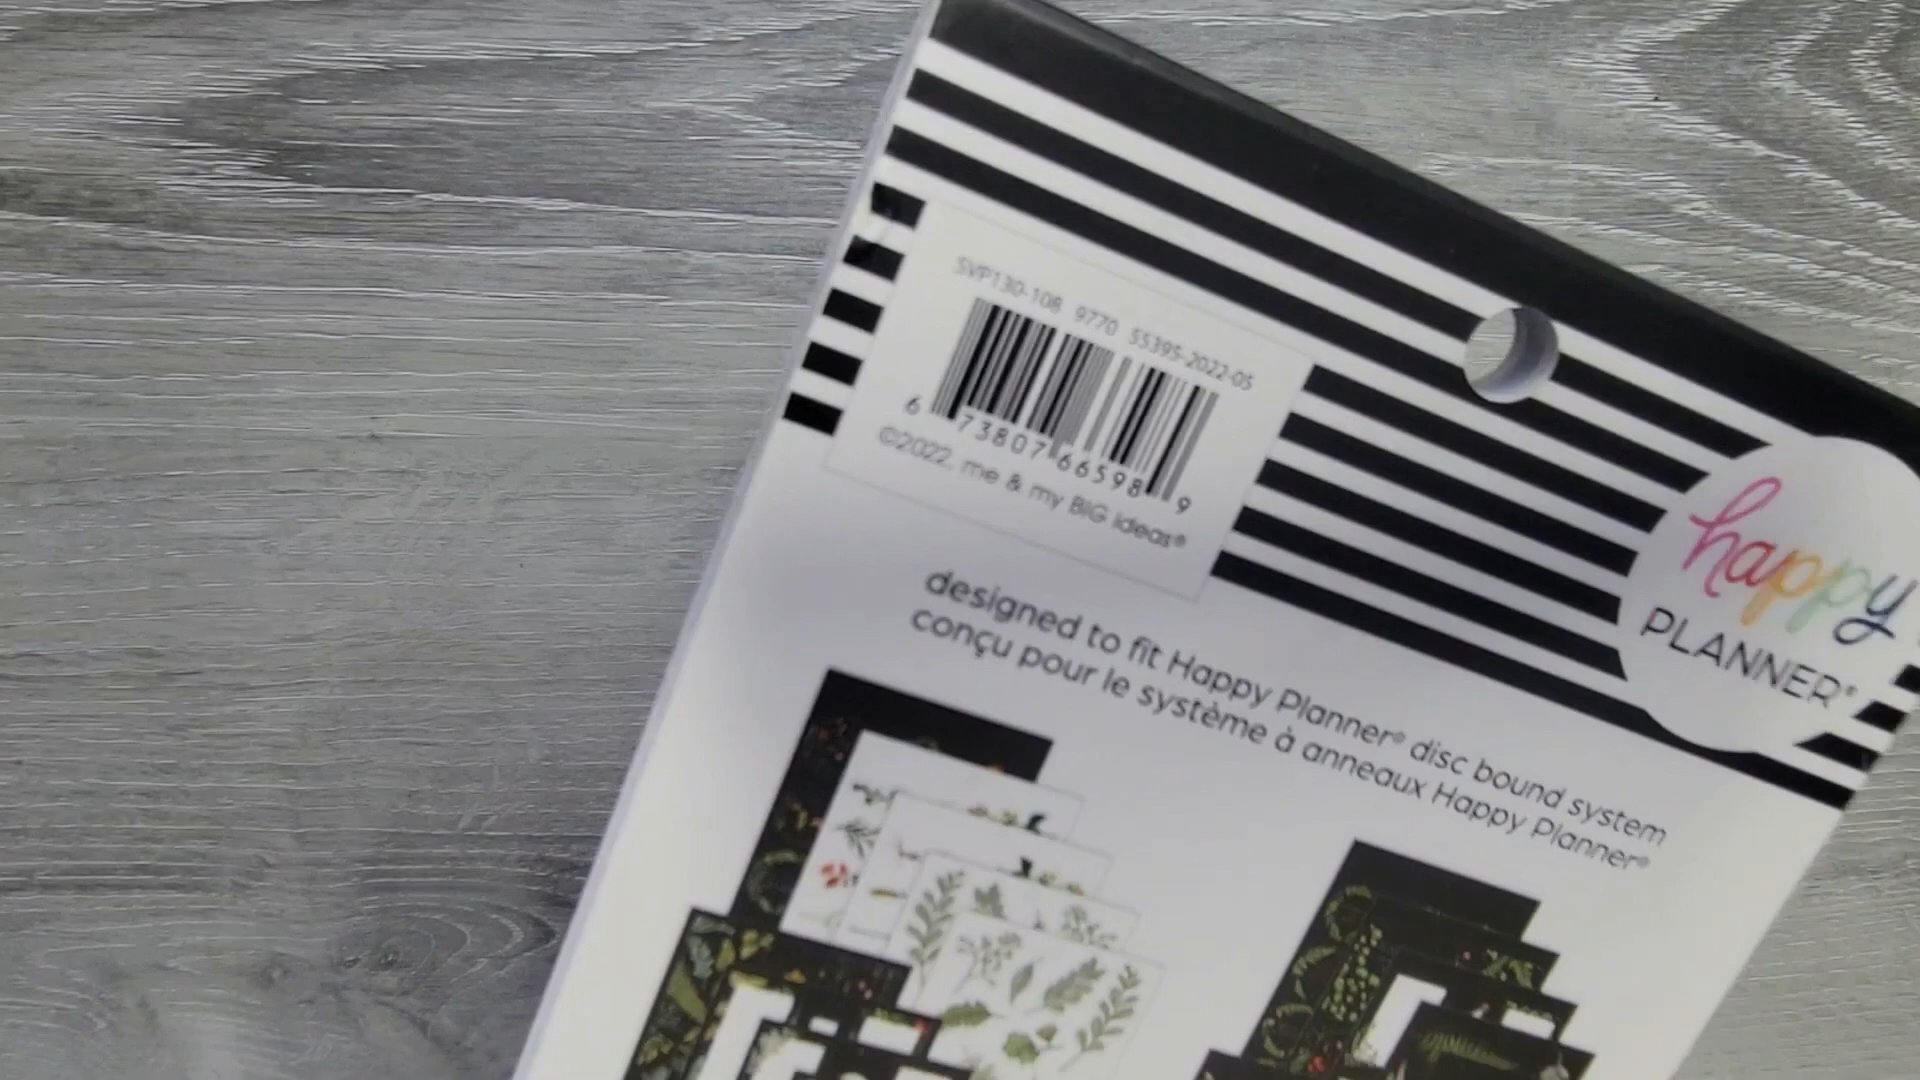 SVP130-108 9770 55395-2022-05
6 73807 66598 9
©2022, me & my BIG ideas®
happy
PLANNER®
designed to fit Happy Planner® disc bound system
conçu pour le système à anneaux Happy Planner®